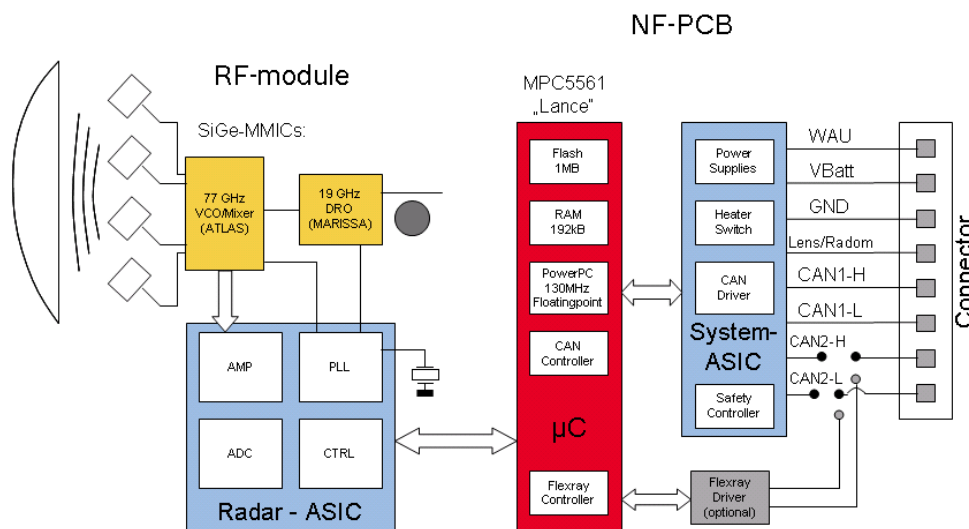 NF-PCB
RF-module
SiGe-MMICs:
77 GHz
VCO/Mixer
(ATLAS)
19 GHz
DRO
(MARISSA)
AMP
PLL
ADC
CTRL
Radar - ASIC
MPC5561
„Lance"
Flash
1MB
RAM
192kB
PowerPC
130MHz
Floatingpoint
CAN
Controller
µC
Flexray
Controller
Power
Supplies
Heater
Switch
CAN
Driver
System-
ASIC
Safety
Controller
Flexray
Driver
(optional)
WAU
VBatt
GND
Lens/Radom
CAN1-H
CAN1-L
CAN2-H
CAN2-L
Connector